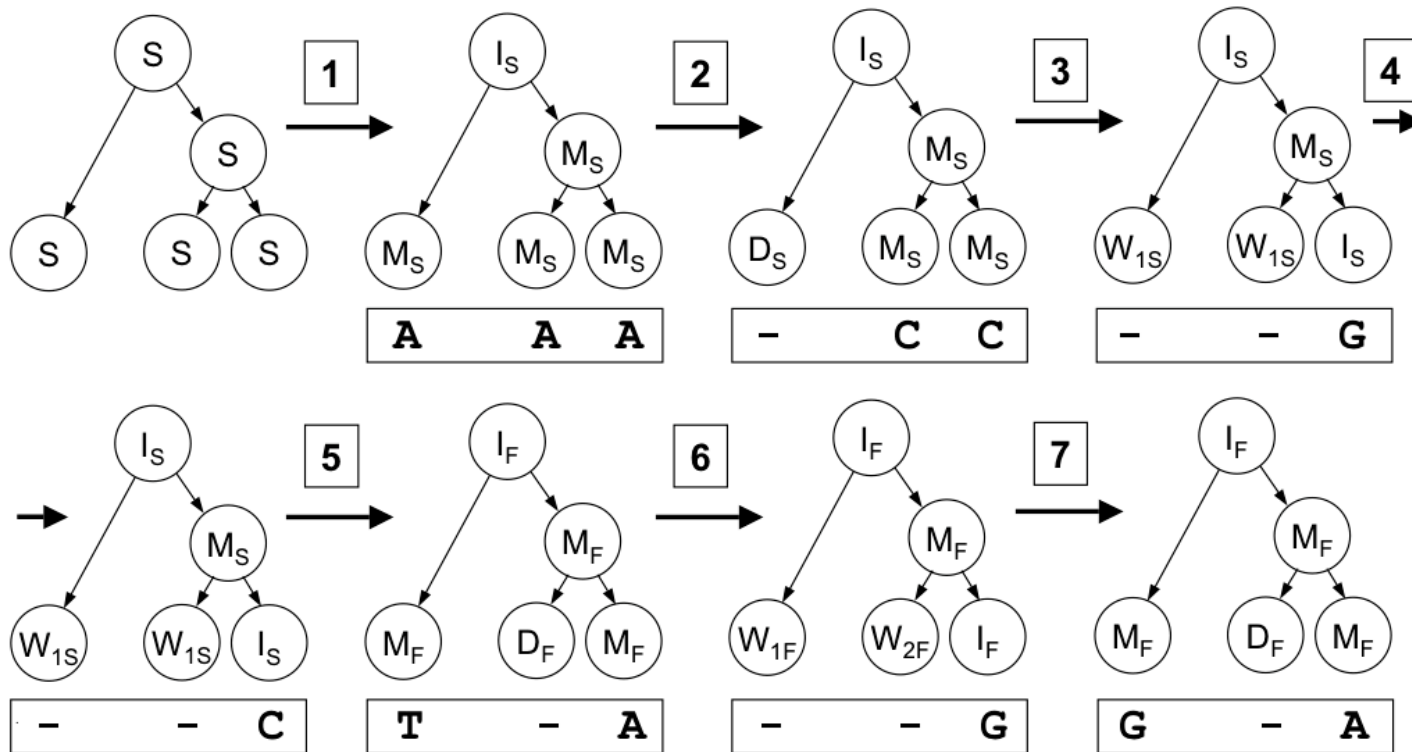 S I_S I_S I_S
1 2 3 4
S M_S M_S M_S
S S S M_S M_S M_S D_S M_S M_S W_1S W_1S I_S
A A A - C C - - G
I_S I_F I_F I_F
5 6 7
M_S M_F M_F M_F
W_1S W_1S I_S M_F D_F M_F W_1F W_2F I_F M_F D_F M_F
- - C T - A - - G G - A